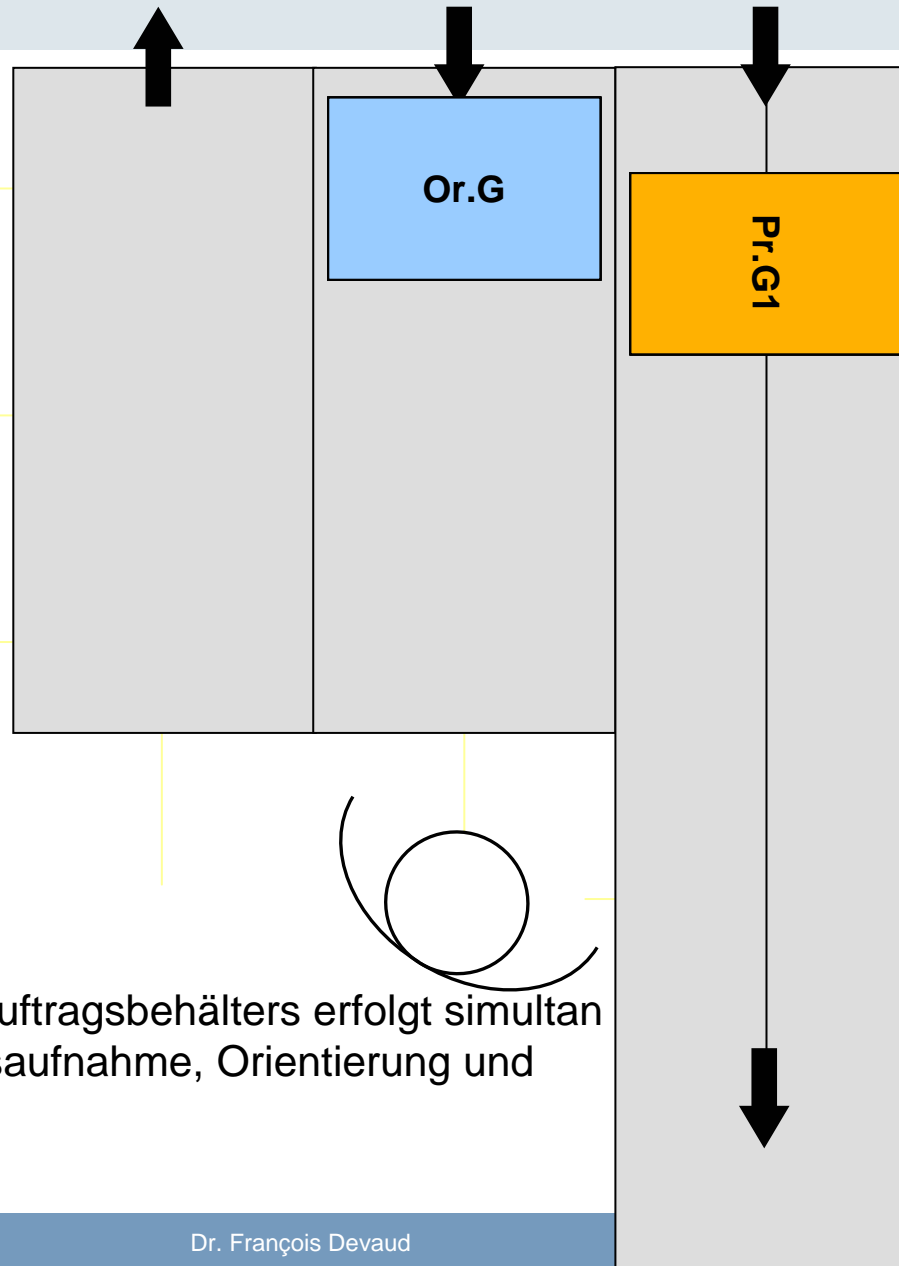 Or.G
Pr.G1
uftragsbehälters erfolgt simultan
saufnahme, Orientierung und
Dr. François Devaud